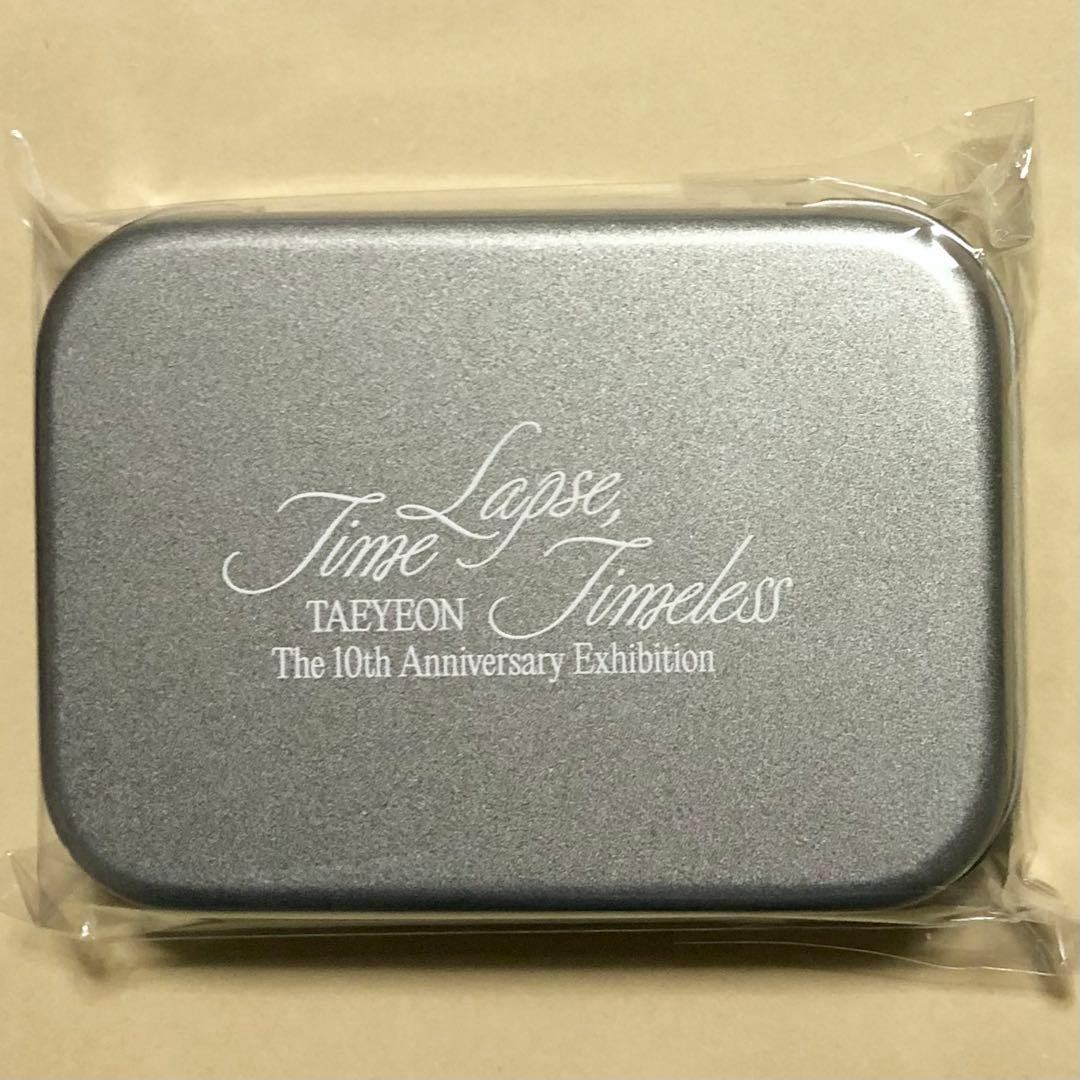 Time Lapse,
Timeless
TAEYEON
The 10th Anniversary Exhibition